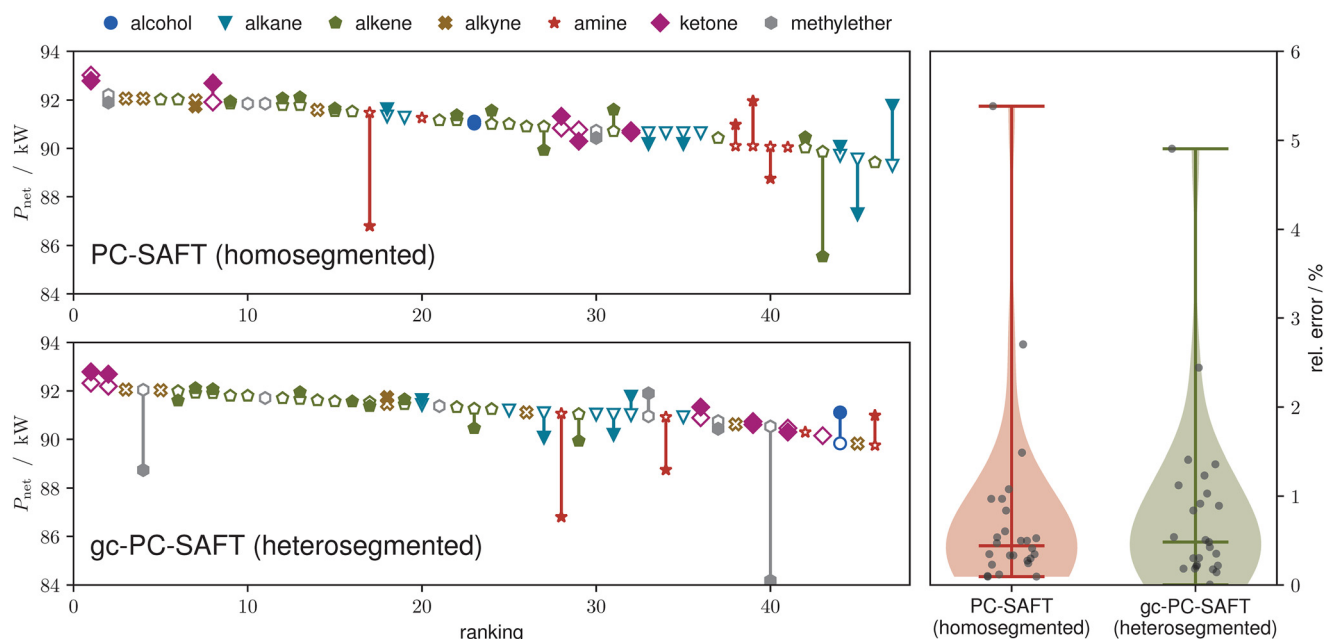 alcohol alkane alkene alkyne amine ketone methylether
94
92
90
88
86
84
P_net / kW
PC-SAFT (homosegmented)
0 10 20 30 40
94
92
90
88
86
84
P_net / kW
gc-PC-SAFT (heterosegmented)
0 10 20 30 40
ranking
6
5
4
3
2
1
0
rel. error / %
PC-SAFT
(homosegmented)
gc-PC-SAFT
(heterosegmented)